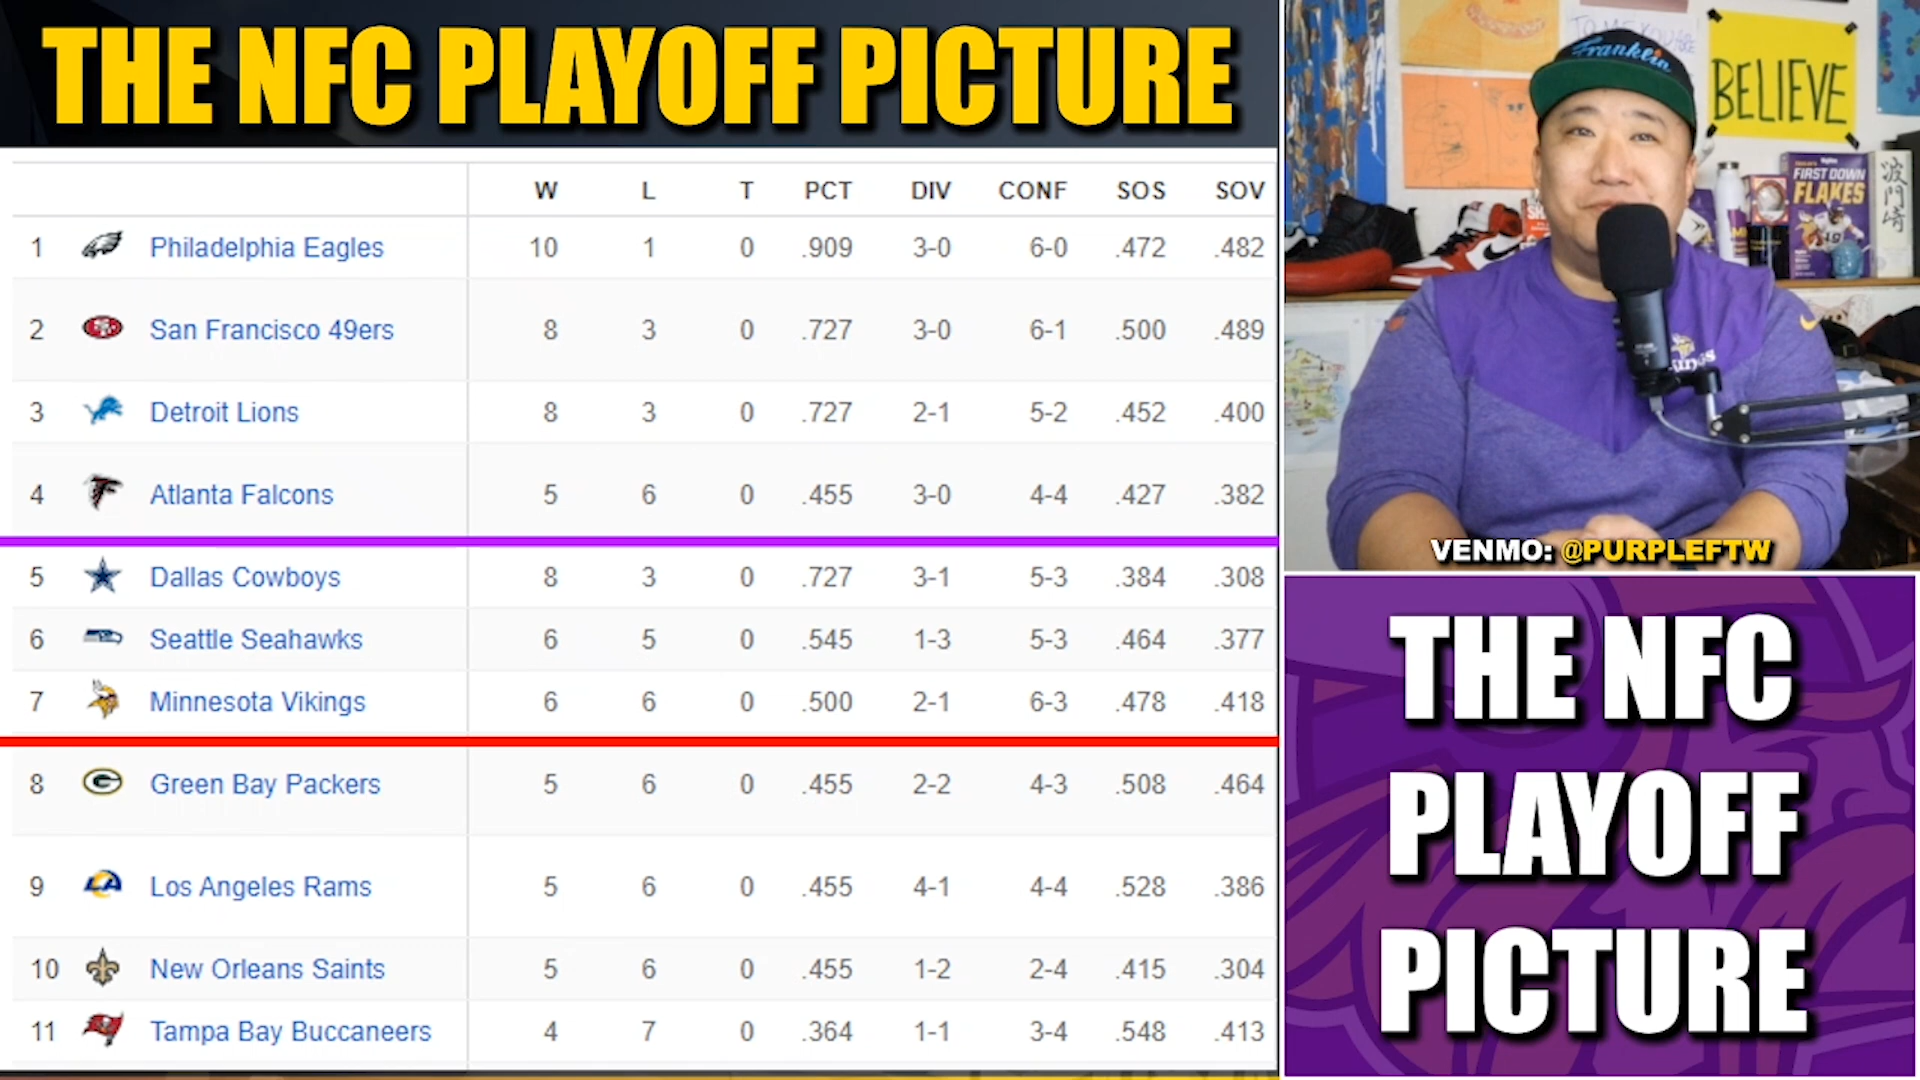 THE NFC PLAYOFF PICTURE
W L T PCT DIV CONF SOS SOV
1 Philadelphia Eagles 10 1 0 .909 3-0 6-0 .472 .482
2 San Francisco 49ers 8 3 0 .727 3-0 6-1 .500 .489
3 Detroit Lions 8 3 0 .727 2-1 5-2 .452 .400
4 Atlanta Falcons 5 6 0 .455 3-0 4-4 .427 .382
5 Dallas Cowboys 8 3 0 .727 3-1 5-3 .384 .308
6 Seattle Seahawks 6 5 0 .545 1-3 5-3 .464 .377
7 Minnesota Vikings 6 6 0 .500 2-1 6-3 .478 .418
8 Green Bay Packers 5 6 0 .455 2-2 4-3 .508 .464
9 Los Angeles Rams 5 6 0 .455 4-1 4-4 .528 .386
10 New Orleans Saints 5 6 0 .455 1-2 2-4 .415 .304
11 Tampa Bay Buccaneers 4 7 0 .364 1-1 3-4 .548 .413
Franklin
BELIEVE
FIRST DOWN
FLAKES
波門崎
VENMO: @PURPLEFTW
THE NFC
PLAYOFF
PICTURE